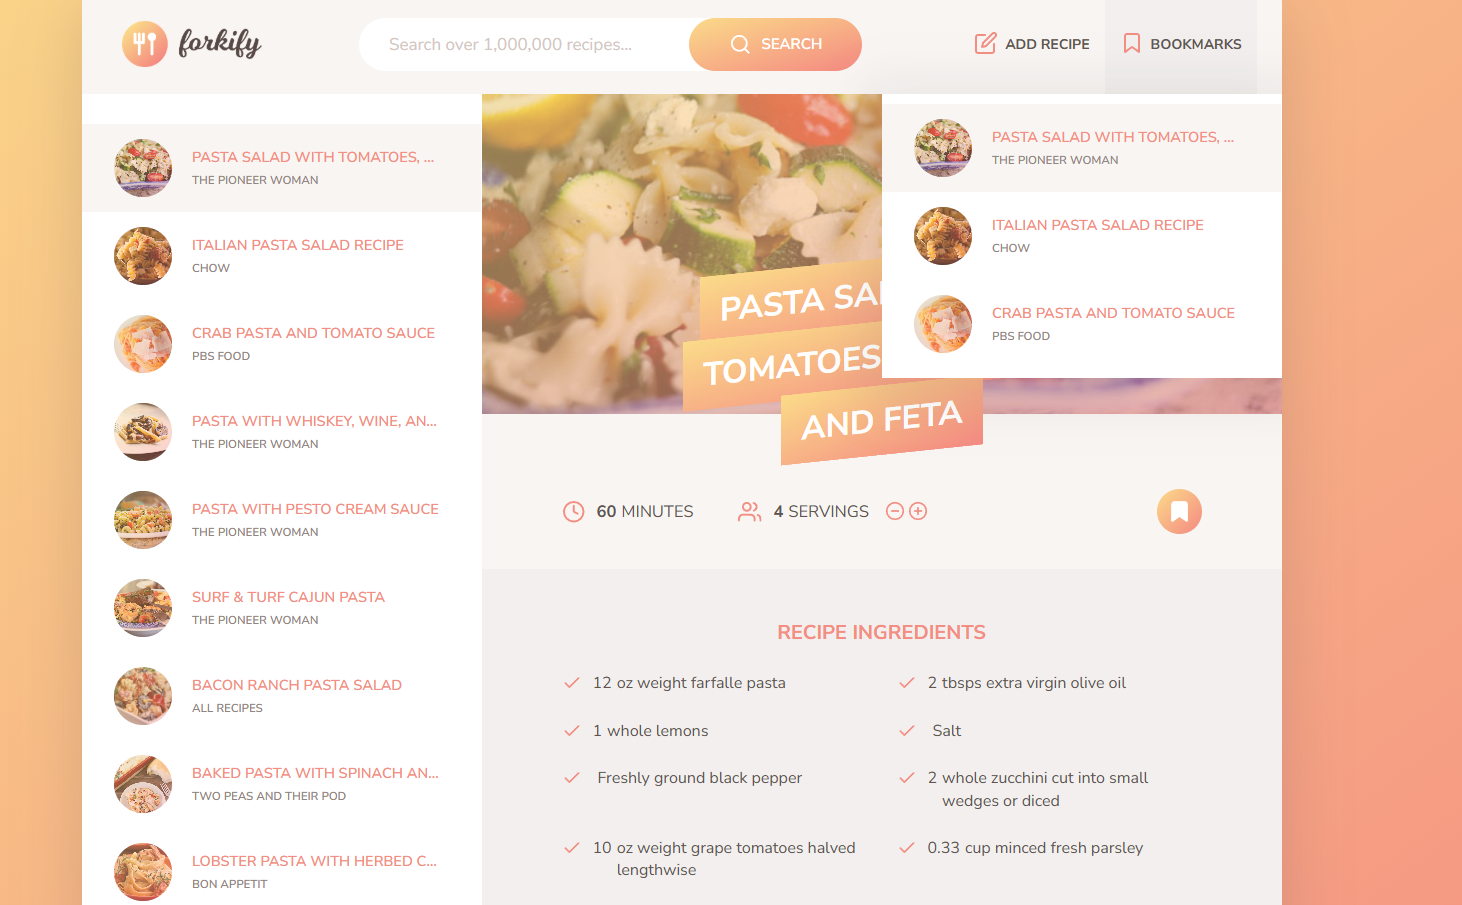 forkify
Search over 1,000,000 recipes...
SEARCH
ADD RECIPE
BOOKMARKS
PASTA SALAD WITH TOMATOES, ...
THE PIONEER WOMAN
ITALIAN PASTA SALAD RECIPE
CHOW
CRAB PASTA AND TOMATO SAUCE
PBS FOOD
PASTA WITH WHISKEY, WINE, AN...
THE PIONEER WOMAN
PASTA WITH PESTO CREAM SAUCE
THE PIONEER WOMAN
SURF & TURF CAJUN PASTA
THE PIONEER WOMAN
BACON RANCH PASTA SALAD
ALL RECIPES
BAKED PASTA WITH SPINACH AN...
TWO PEAS AND THEIR POD
LOBSTER PASTA WITH HERBED C...
BON APPETIT
PASTA SALAD WITH TOMATOES, ...
THE PIONEER WOMAN
ITALIAN PASTA SALAD RECIPE
CHOW
CRAB PASTA AND TOMATO SAUCE
PBS FOOD
PASTA SAL
TOMATOES
AND FETA
60 MINUTES
4 SERVINGS
RECIPE INGREDIENTS
12 oz weight farfalle pasta
2 tbsps extra virgin olive oil
1 whole lemons
Salt
Freshly ground black pepper
2 whole zucchini cut into small
wedges or diced
10 oz weight grape tomatoes halved
lengthwise
0.33 cup minced fresh parsley